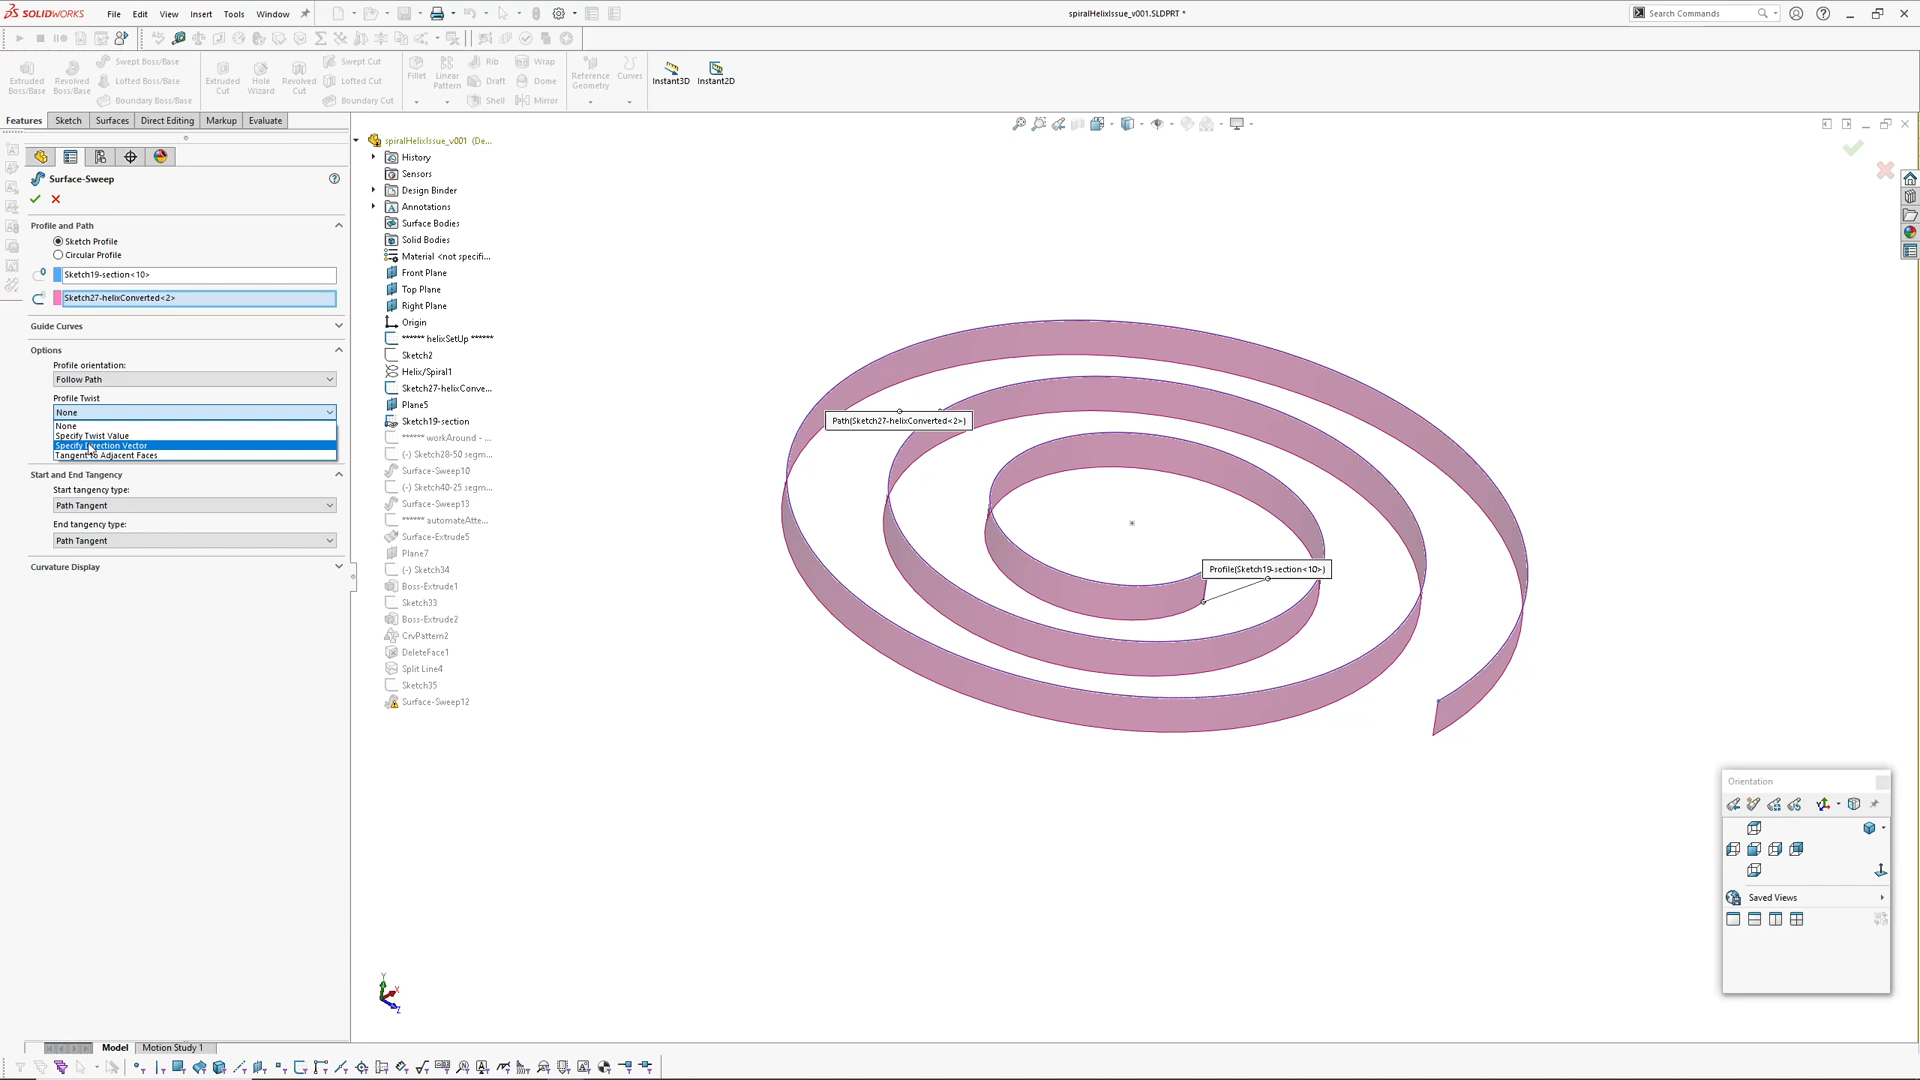 SOLIDWORKS File Edit View Insert Tools Window
spiralHelixIssue_v001.SLDPRT *
Search Commands
Extruded Boss/Base
Revolved Boss/Base
Swept Boss/Base
Lofted Boss/Base
Boundary Boss/Base
Extruded Cut
Hole Wizard
Revolved Cut
Swept Cut
Lofted Cut
Boundary Cut
Fillet
Linear Pattern
Rib
Draft
Shell
Wrap
Dome
Mirror
Reference Geometry
Curves
Instant3D
Instant2D
Features Sketch Surfaces Direct Editing Markup Evaluate
Surface-Sweep
Profile and Path
Sketch Profile
Circular Profile
Sketch19-section<10>
Sketch27-helixConverted<2>
Guide Curves
Options
Profile orientation:
Follow Path
Profile Twist
None
None
Specify Twist Value
Specify Direction Vector
Tangent to Adjacent Faces
Start and End Tangency
Start tangency type:
Path Tangent
End tangency type:
Path Tangent
Curvature Display
spiralHelixIssue_v001 (De...
History
Sensors
Design Binder
Annotations
Surface Bodies
Solid Bodies
Material <not specifi...
Front Plane
Top Plane
Right Plane
Origin
****** helixSetUp ******
Sketch2
Helix/Spiral1
Sketch27-helixConve...
Plane5
Sketch19-section
****** workAround - ...
(-) Sketch28-50 segm...
Surface-Sweep10
(-) Sketch40-25 segm...
Surface-Sweep13
****** automateAtte...
Surface-Extrude5
Plane7
(-) Sketch34
Boss-Extrude1
Sketch33
Boss-Extrude2
CrvPattern2
DeleteFace1
Split Line4
Sketch35
Surface-Sweep12
Path(Sketch27-helixConverted<2>)
Profile(Sketch19-section<10>)
Orientation
Saved Views
Y
X
Z
Model Motion Study 1